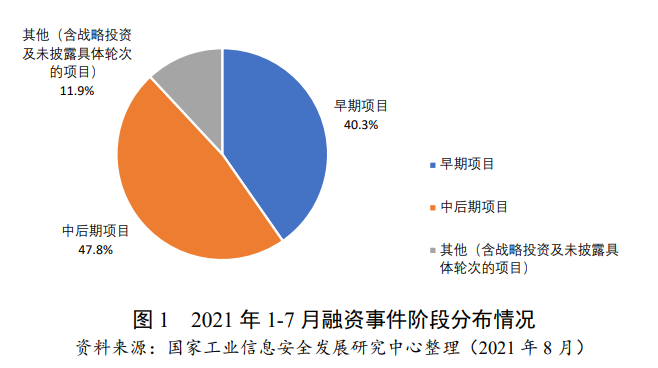 其他（含战略投资
及未披露具体轮次
的项目）
11.9%
早期项目
40.3%
中后期项目
47.8%
早期项目
中后期项目
其他（含战略投资及未披露具
体轮次的项目）
图 1 2021 年 1-7 月融资事件阶段分布情况
资料来源：国家工业信息安全发展研究中心整理（2021 年 8 月）